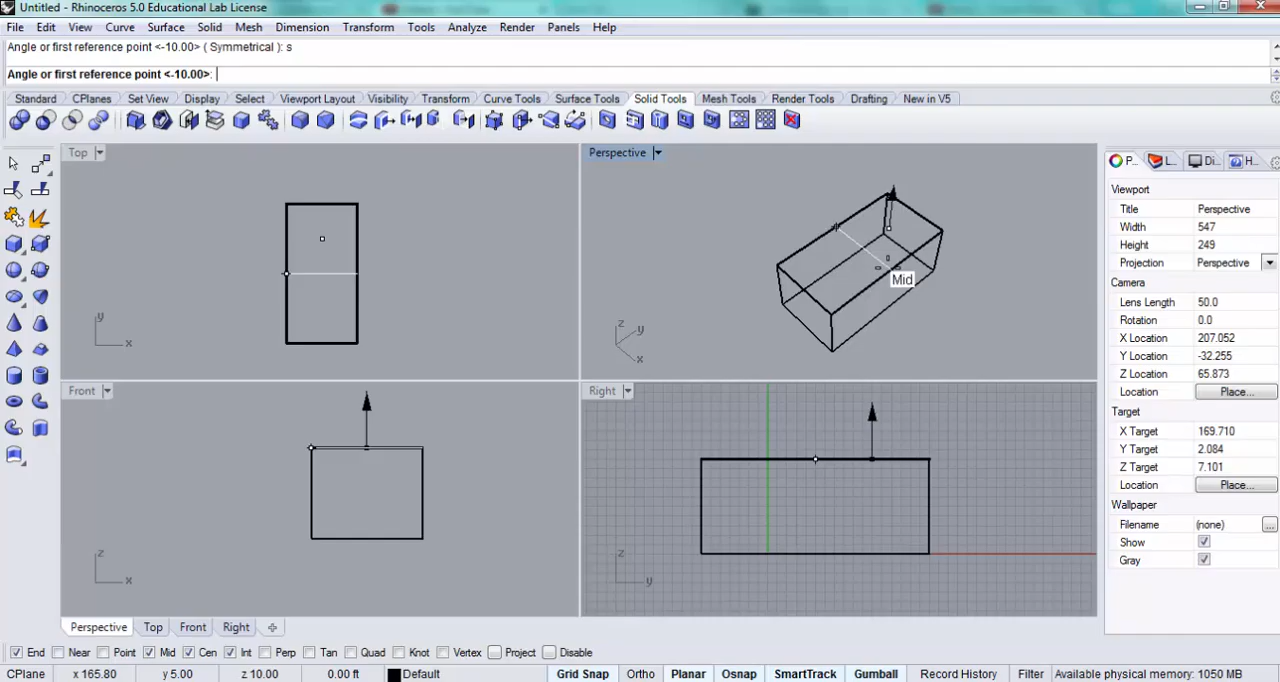 Untitled - Rhinoceros 5.0 Educational Lab License
File Edit View Curve Surface Solid Mesh Dimension Transform Tools Analyze Render Panels Help
Angle or first reference point <-10.00> ( Symmetrical ): s
Angle or first reference point <-10.00>:
Standard CPlanes Set View Display Select Viewport Layout Visibility Transform Curve Tools Surface Tools Solid Tools Mesh Tools Render Tools Drafting New in V5
Top Perspective
P... L... Di... H...
Viewport
Title Perspective
Width 547
Height 249
Projection Perspective
Camera
Lens Length 50.0
Rotation 0.0
X Location 207.052
Y Location -32.255
Z Location 65.873
Location Place...
Target
X Target 169.710
Y Target 2.084
Z Target 7.101
Location Place...
Wallpaper
Filename (none) ...
Show
Gray
Mid
y x
z y x
Front Right
z x
z y
Perspective Top Front Right
End Near Point Mid Cen Int Perp Tan Quad Knot Vertex Project Disable
CPlane x 165.80 y 5.00 z 10.00 0.00 ft Default Grid Snap Ortho Planar Osnap SmartTrack Gumball Record History Filter Available physical memory: 1050 MB